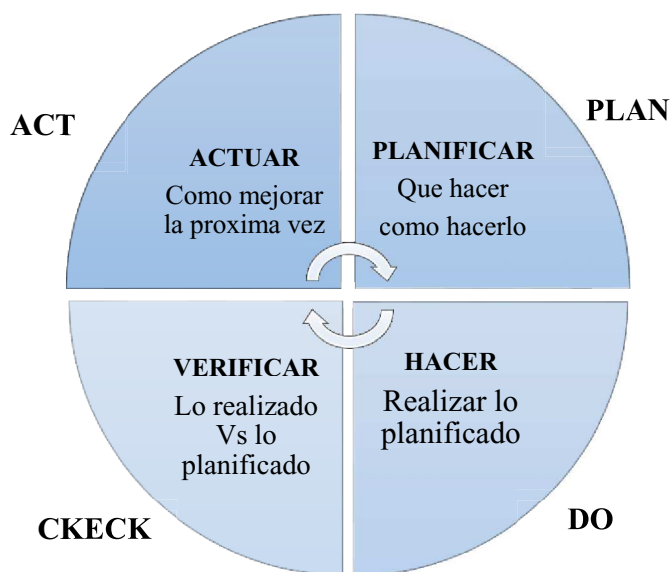 ACT
ACTUAR
Como mejorar
la proxima vez
PLAN
PLANIFICAR
Que hacer
como hacerlo
VERIFICAR
Lo realizado
Vs lo
planificado
CKECK
HACER
Realizar lo
planificado
DO